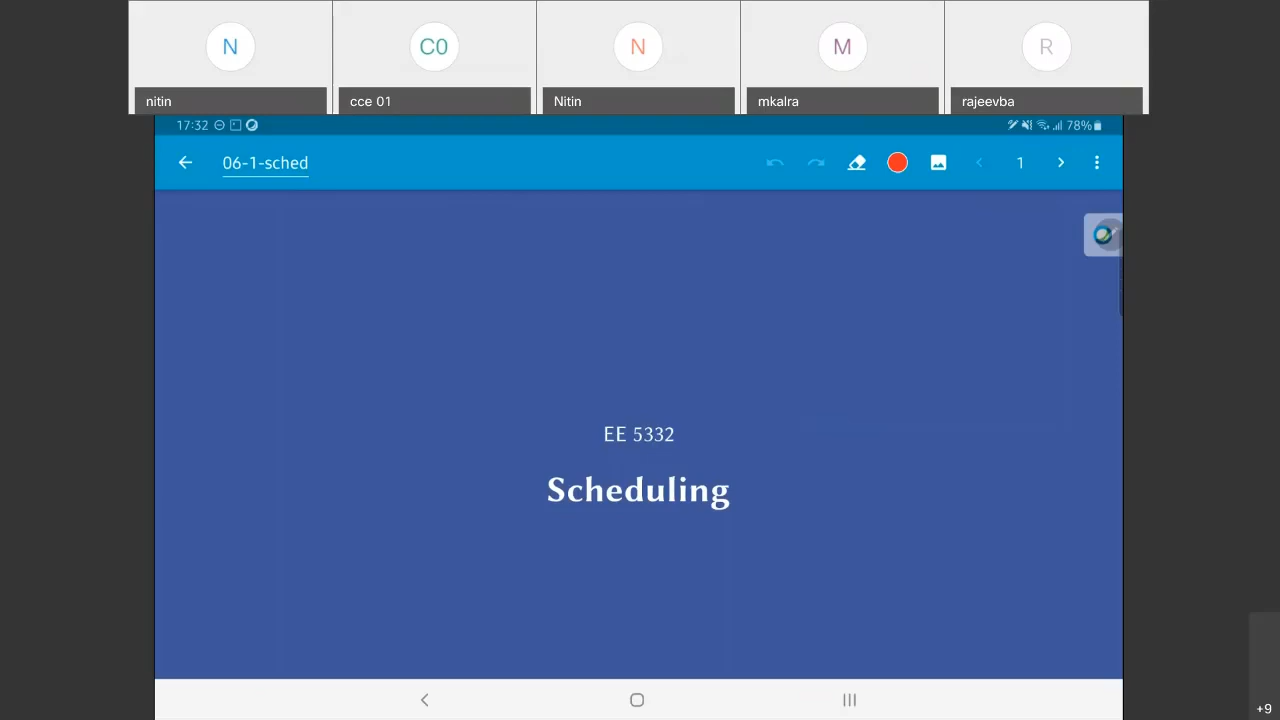 N
C0
N
M
R
nitin
cce 01
Nitin
mkalra
rajeevba
17:32
78%
06-1-sched
1
EE 5332
Scheduling
+9